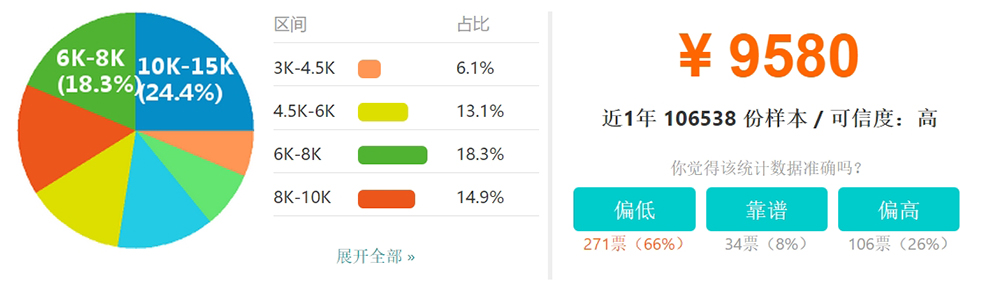 6K-8K
(18.3%)
10K-15K
(24.4%)
区间 占比
3K-4.5K 6.1%
4.5K-6K 13.1%
6K-8K 18.3%
8K-10K 14.9%
展开全部 »
¥ 9580
近1年 106538 份样本 / 可信度：高
你觉得该统计数据准确吗？
偏低 靠谱 偏高
271票（66%） 34票（8%） 106票（26%）